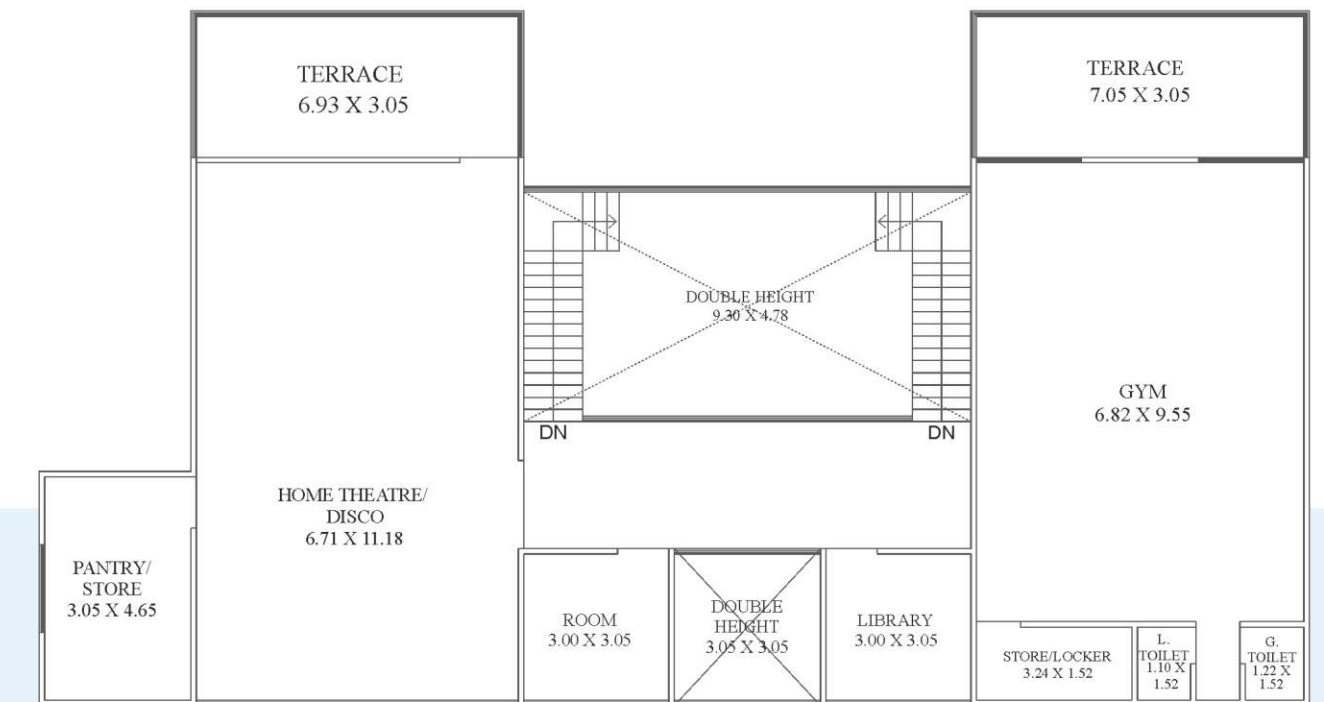 TERRACE
6.93 X 3.05
TERRACE
7.05 X 3.05
DOUBLE HEIGHT
9.30 X 4.78
GYM
6.82 X 9.55
DN
DN
HOME THEATRE/
DISCO
6.71 X 11.18
PANTRY/
STORE
3.05 X 4.65
ROOM
3.00 X 3.05
DOUBLE
HEIGHT
3.05 X 3.05
LIBRARY
3.00 X 3.05
STORE/LOCKER
3.24 X 1.52
L.
TOILET
1.10 X
1.52
G.
TOILET
1.22 X
1.52